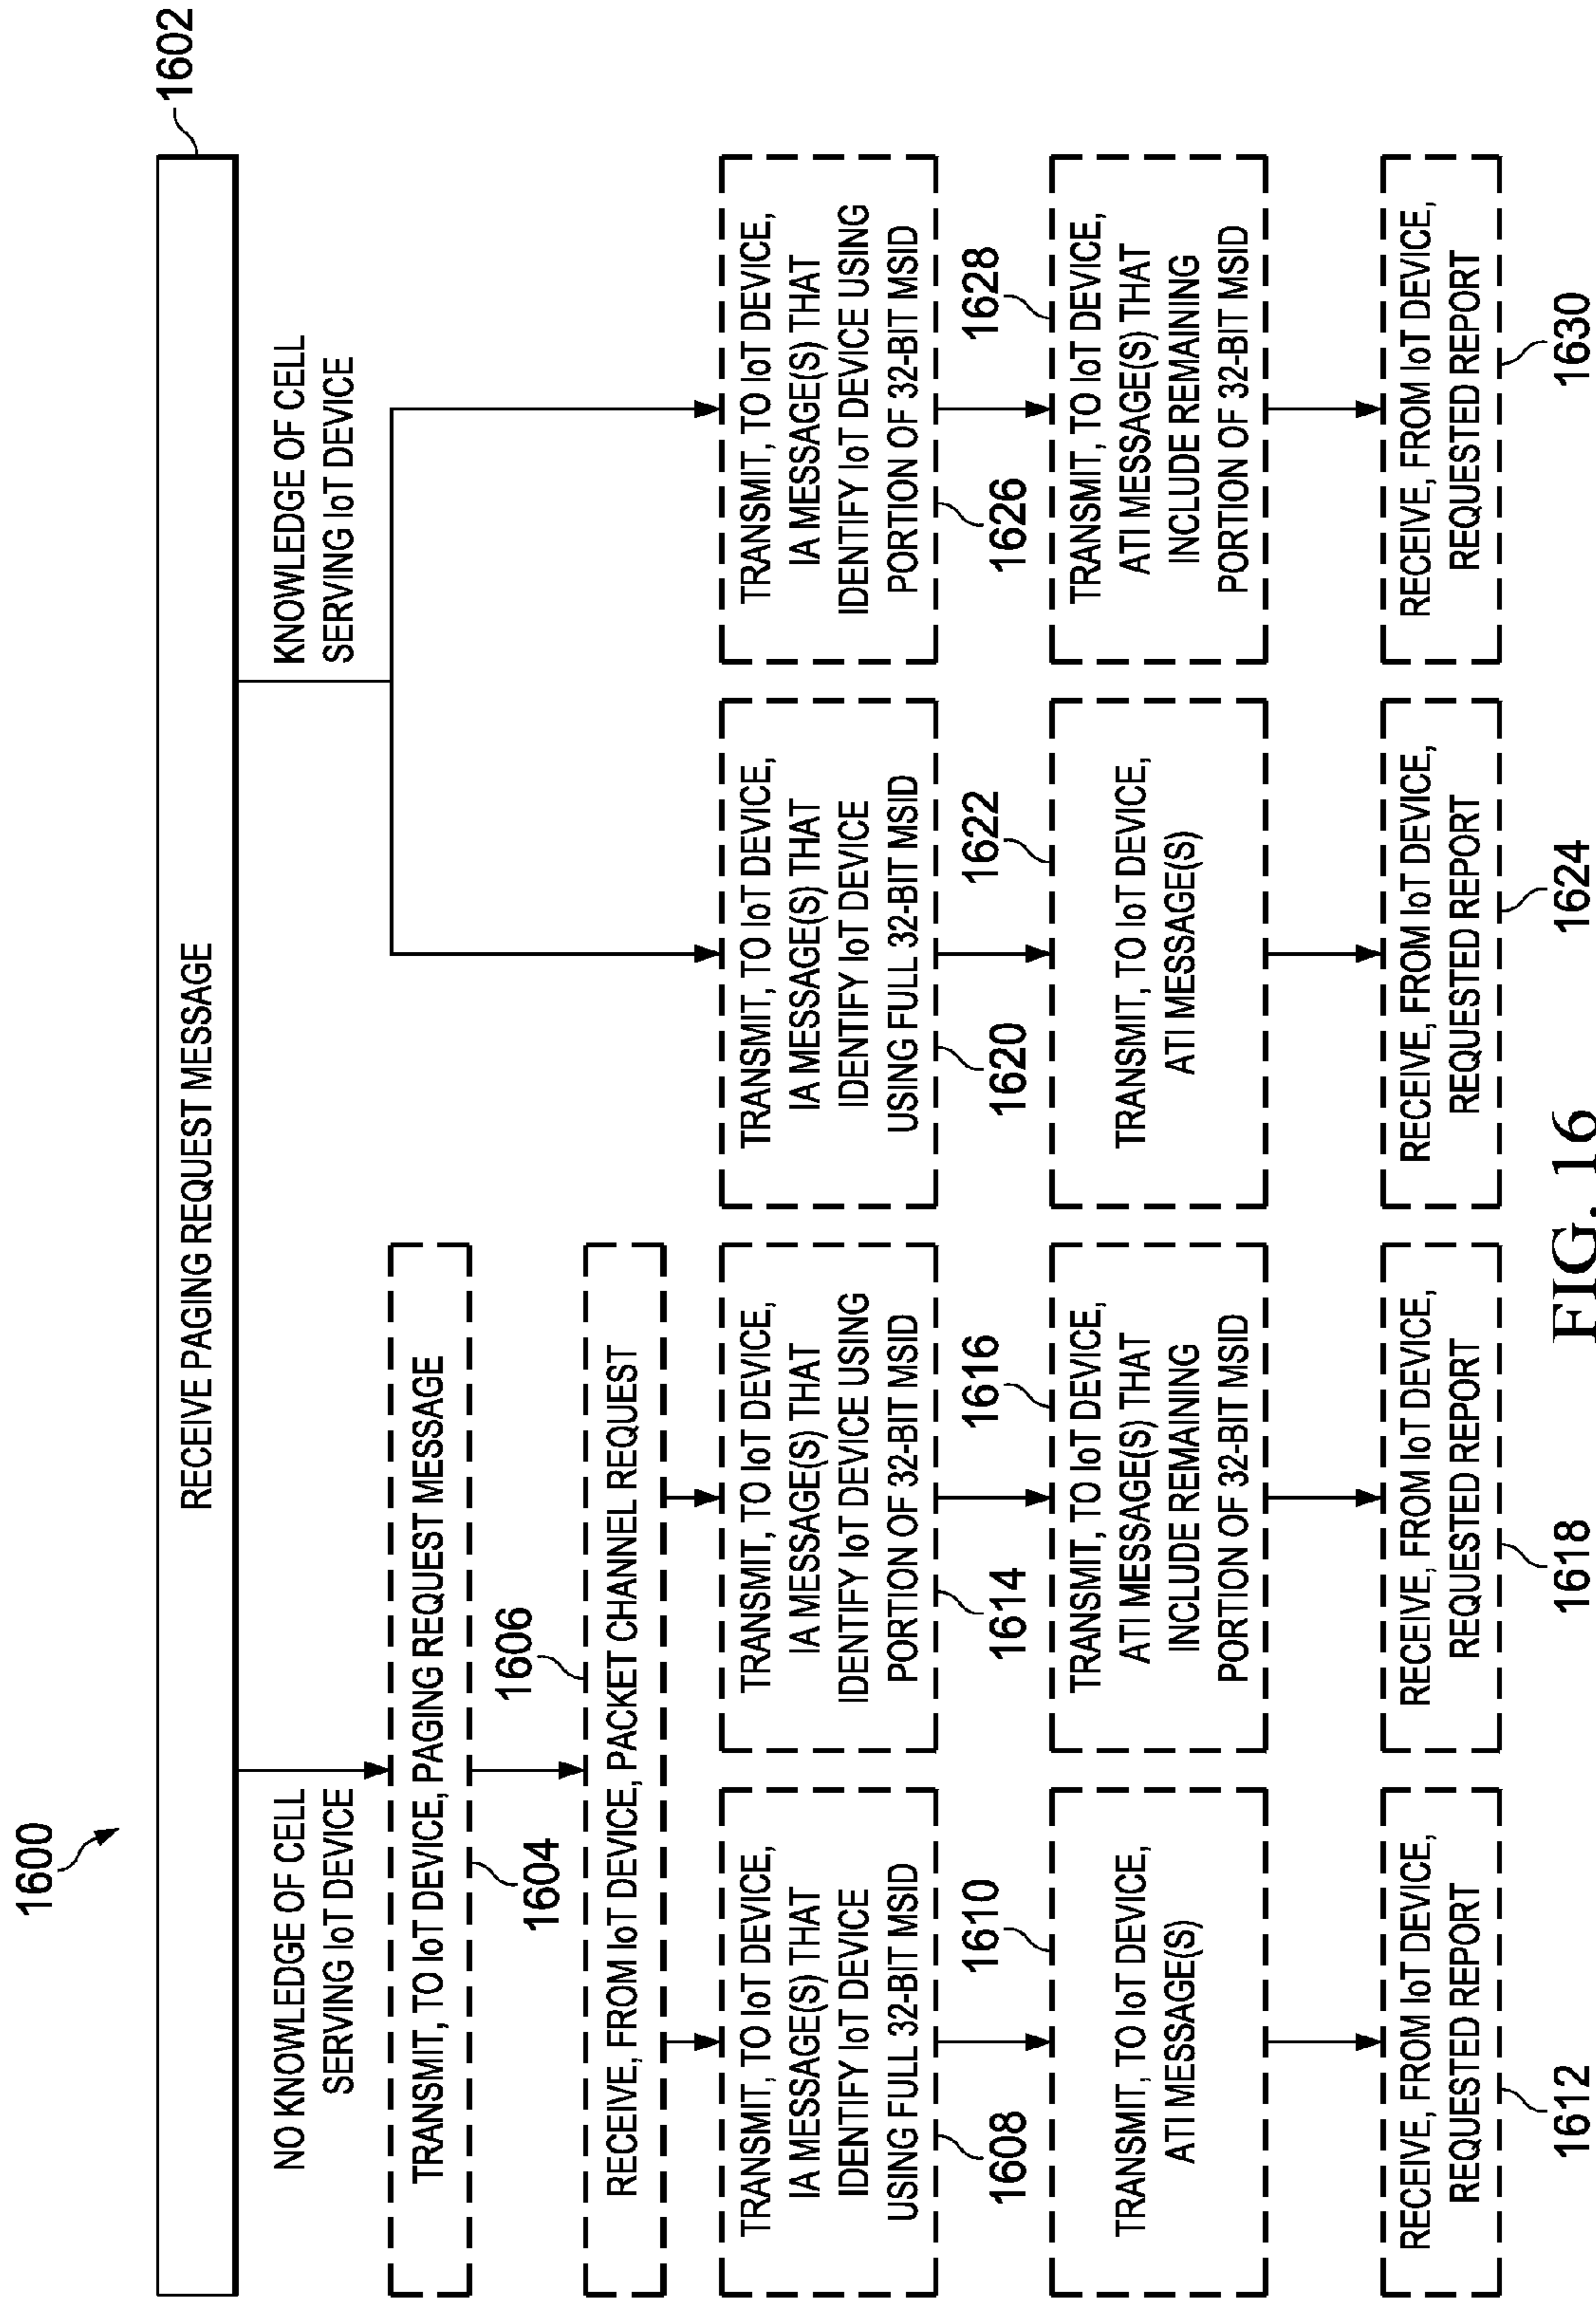 1600
1602
RECEIVE PAGING REQUEST MESSAGE
NO KNOWLEDGE OF CELL
SERVING IoT DEVICE
KNOWLEDGE OF CELL
SERVING IoT DEVICE
TRANSMIT, TO IoT DEVICE, PAGING REQUEST MESSAGE
1604
1606
RECEIVE, FROM IoT DEVICE, PACKET CHANNEL REQUEST
TRANSMIT, TO IoT DEVICE,
IA MESSAGE(S) THAT
IDENTIFY IoT DEVICE
USING FULL 32-BIT MSID
1608
1610
TRANSMIT, TO IoT DEVICE,
ATI MESSAGE(S)
RECEIVE, FROM IoT DEVICE,
REQUESTED REPORT
1612
TRANSMIT, TO IoT DEVICE,
IA MESSAGE(S) THAT
IDENTIFY IoT DEVICE USING
PORTION OF 32-BIT MSID
1614
1616
TRANSMIT, TO IoT DEVICE,
ATI MESSAGE(S) THAT
INCLUDE REMAINING
PORTION OF 32-BIT MSID
RECEIVE, FROM IoT DEVICE,
REQUESTED REPORT
1618
TRANSMIT, TO IoT DEVICE,
IA MESSAGE(S) THAT
IDENTIFY IoT DEVICE
USING FULL 32-BIT MSID
1620
1622
TRANSMIT, TO IoT DEVICE,
ATI MESSAGE(S)
RECEIVE, FROM IoT DEVICE,
REQUESTED REPORT
1624
TRANSMIT, TO IoT DEVICE,
IA MESSAGE(S) THAT
IDENTIFY IoT DEVICE USING
PORTION OF 32-BIT MSID
1626
1628
TRANSMIT, TO IoT DEVICE,
ATI MESSAGE(S) THAT
INCLUDE REMAINING
PORTION OF 32-BIT MSID
RECEIVE, FROM IoT DEVICE,
REQUESTED REPORT
1630
FIG. 16